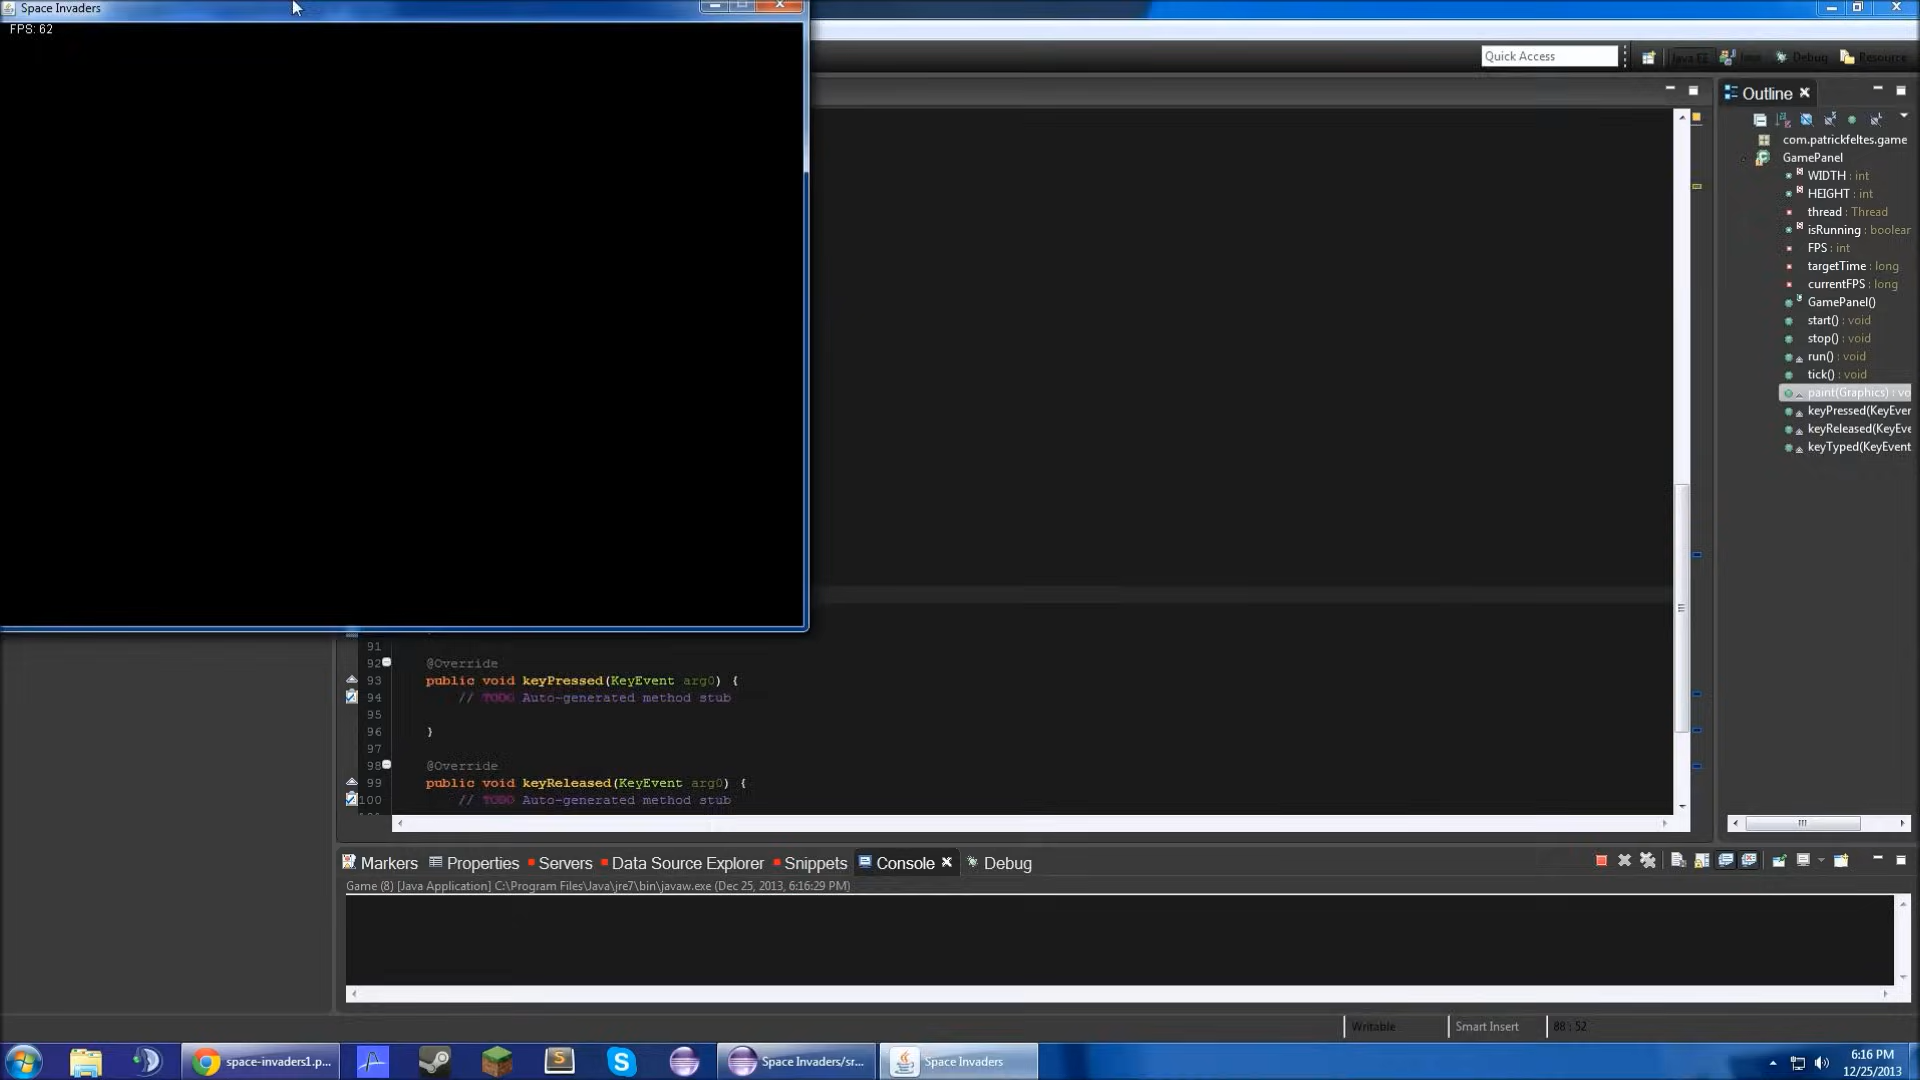 Space Invaders
FPS: 62
Quick Access
Java EE
Java
Debug
Resource
Outline
com.patrickfeltes.game
GamePanel
WIDTH : int
HEIGHT : int
thread : Thread
isRunning : boolear
FPS : int
targetTime : long
currentFPS : long
GamePanel()
start() : void
stop() : void
run() : void
tick() : void
paint(Graphics) : vo
keyPressed(KeyEver
keyReleased(KeyEve
keyTyped(KeyEvent
91
92 @Override
93 public void keyPressed(KeyEvent arg0) {
94 // TODO Auto-generated method stub
95
96 }
97
98 @Override
99 public void keyReleased(KeyEvent arg0) {
100 // TODO Auto-generated method stub
Markers Properties Servers Data Source Explorer Snippets Console Debug
Game (8) [Java Application] C:\Program Files\Java\jre7\bin\javaw.exe (Dec 25, 2013, 6:16:29 PM)
Writable Smart Insert 88 : 52
space-invaders1.p...
Space Invaders/sr...
Space Invaders
6:16 PM
12/25/2013